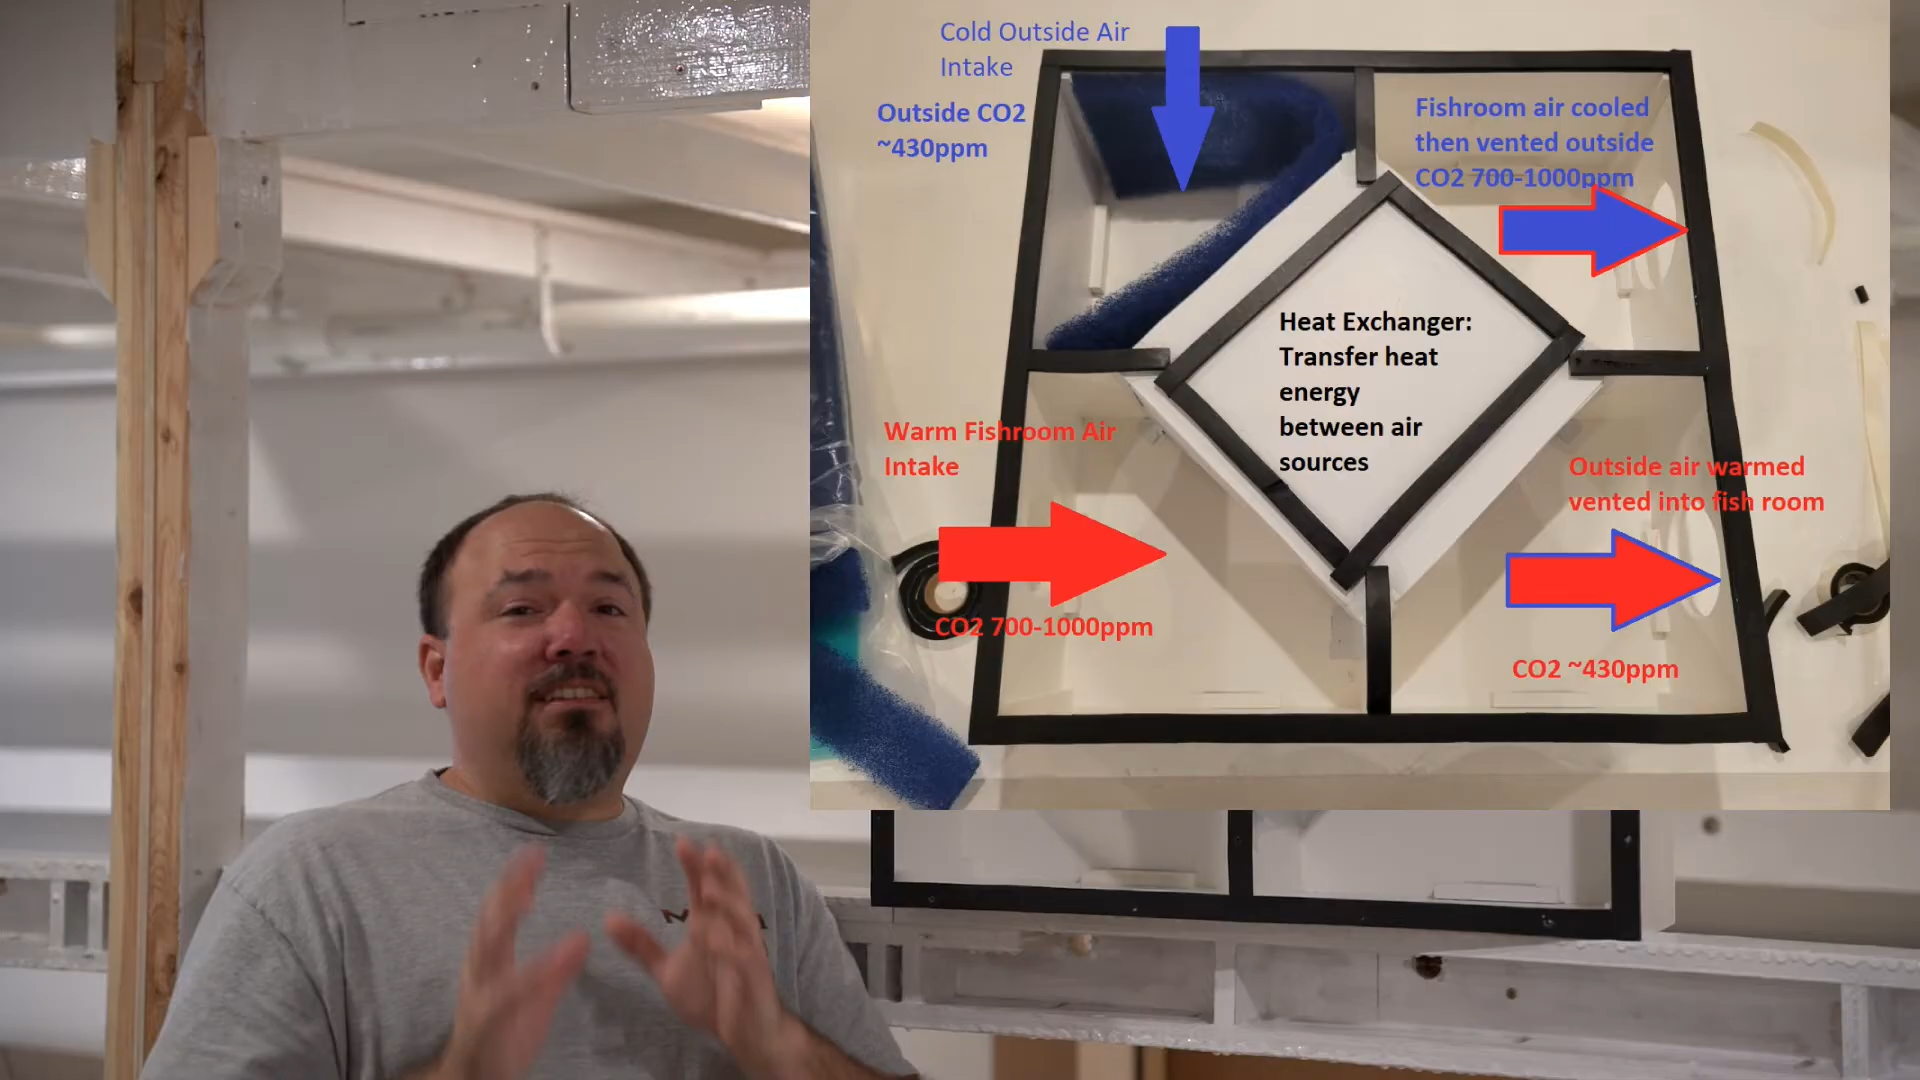 Cold Outside Air
Intake
Outside CO2
~430ppm
Fishroom air cooled
then vented outside
CO2 700-1000ppm
Heat Exchanger:
Transfer heat
energy
between air
sources
Warm Fishroom Air
Intake
CO2 700-1000ppm
Outside air warmed
vented into fish room
CO2 ~430ppm